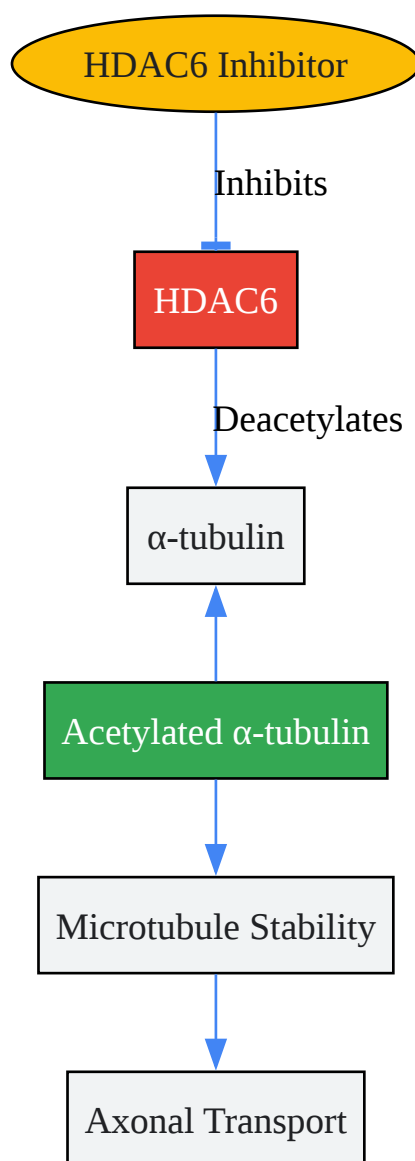 HDAC6 Inhibitor
Inhibits
HDAC6
Deacetylates
α-tubulin
Acetylated α-tubulin
Microtubule Stability
Axonal Transport